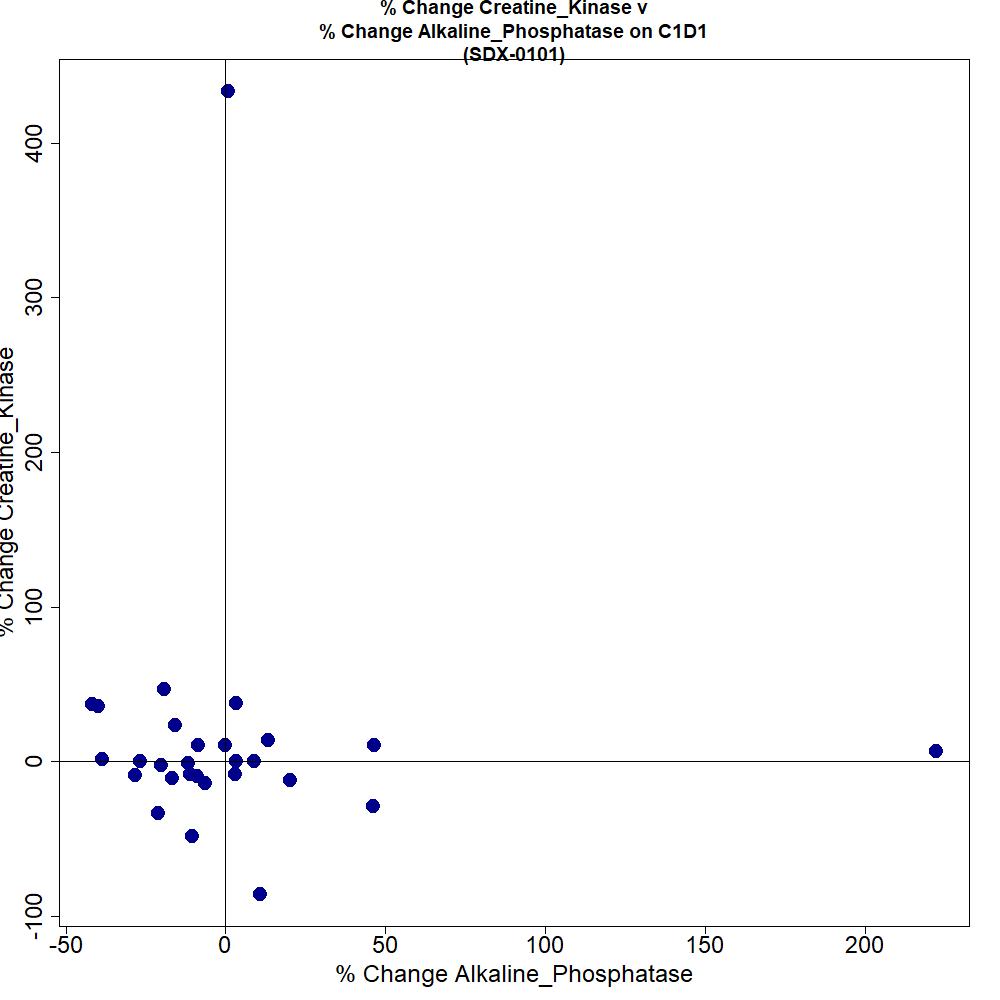 % Change Creatine_Kinase v
% Change Alkaline_Phosphatase on C1D1
(SDX-0101)
% Change Creatine_Kinase
400
300
200
100
0
-100
-50
0
50
100
150
200
% Change Alkaline_Phosphatase